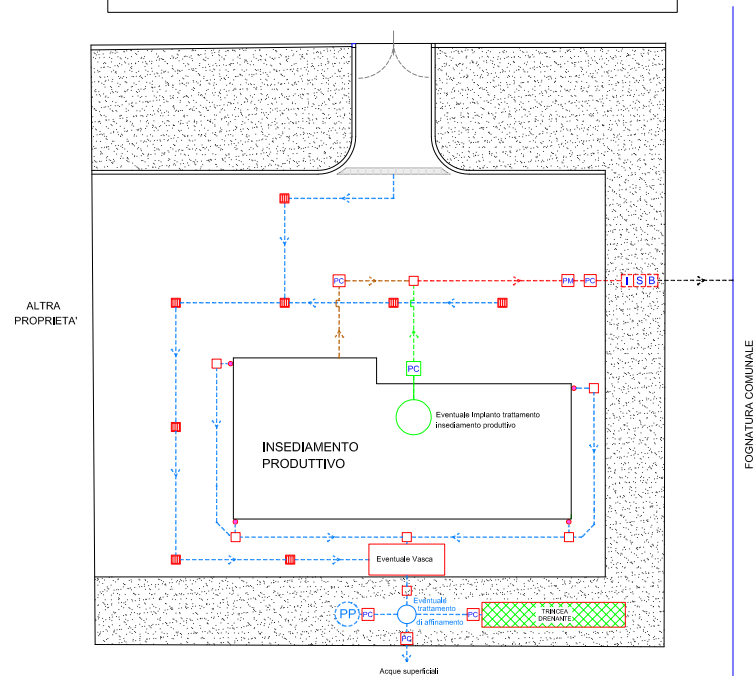 PC
PM
PC
I S B
ALTRA
PROPRIETA'
FOGNATURA COMUNALE
PC
Eventuale Impianto trattamento
insediamento produttivo
INSEDIAMENTO
PRODUTTIVO
Eventuale Vasca
Eventuale
trattamento
di affinamento
PP
PC
PC
TRINCEA
DRENANTE
PC
Acque superficiali